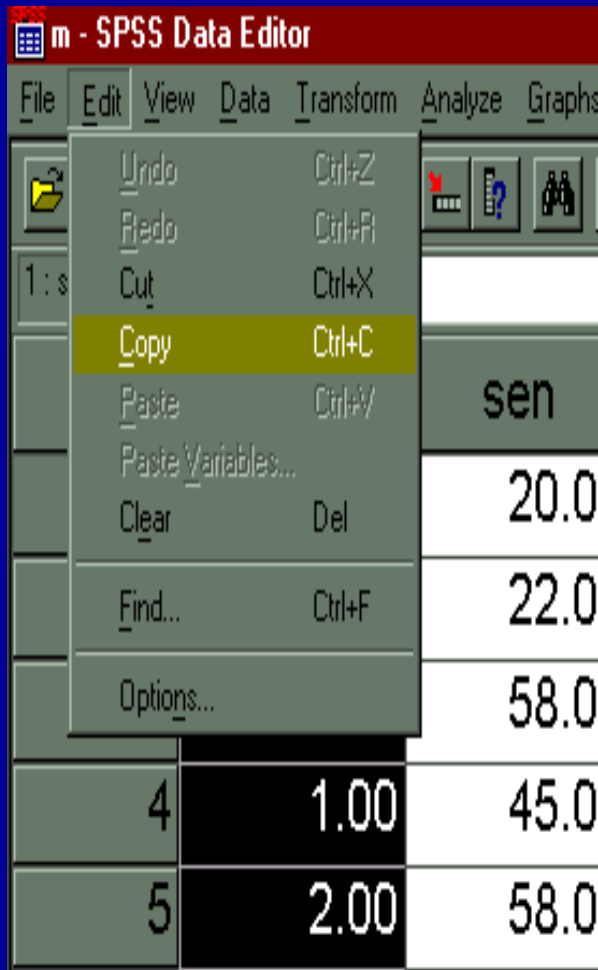 SPSS
m - SPSS Data Editor
File Edit View Data Transform Analyze Graphs
Undo Ctrl+Z
Redo Ctrl+R
1 : s
Cut Ctrl+X
Copy Ctrl+C
Paste Ctrl+V
sen
Paste Variables...
20.0
Clear Del
Find... Ctrl+F
22.0
Options...
58.0
4 1.00 45.0
5 2.00 58.0